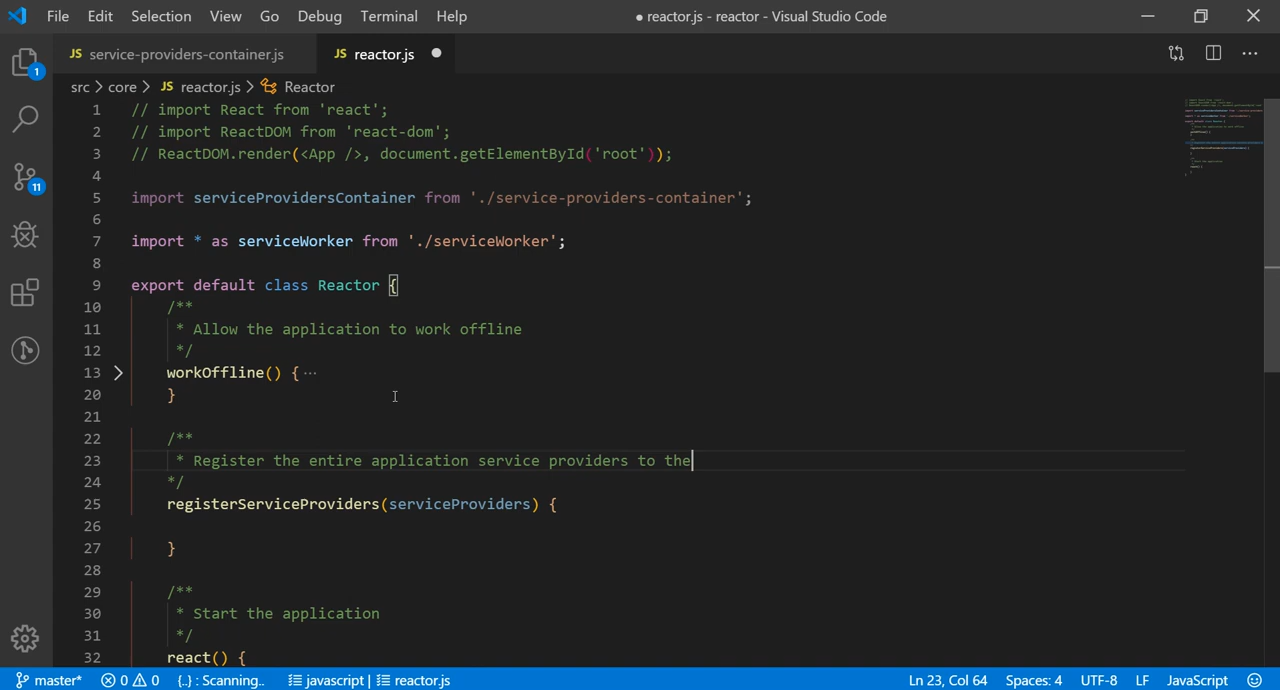 File Edit Selection View Go Debug Terminal Help ● reactor.js - reactor - Visual Studio Code
JS service-providers-container.js JS reactor.js ●
src > core > JS reactor.js > Reactor
1 // import React from 'react';
2 // import ReactDOM from 'react-dom';
3 // ReactDOM.render(<App />, document.getElementById('root'));
4
5 import serviceProvidersContainer from './service-providers-container';
6
7 import * as serviceWorker from './serviceWorker';
8
9 export default class Reactor {
10 /**
11 * Allow the application to work offline
12 */
13 workOffline() { ···
20 }
21
22 /**
23 * Register the entire application service providers to the
24 */
25 registerServiceProviders(serviceProviders) {
26
27 }
28
29 /**
30 * Start the application
31 */
32 react() {
1
11
master* 0 0 {..} : Scanning.. javascript | reactor.js Ln 23, Col 64 Spaces: 4 UTF-8 LF JavaScript